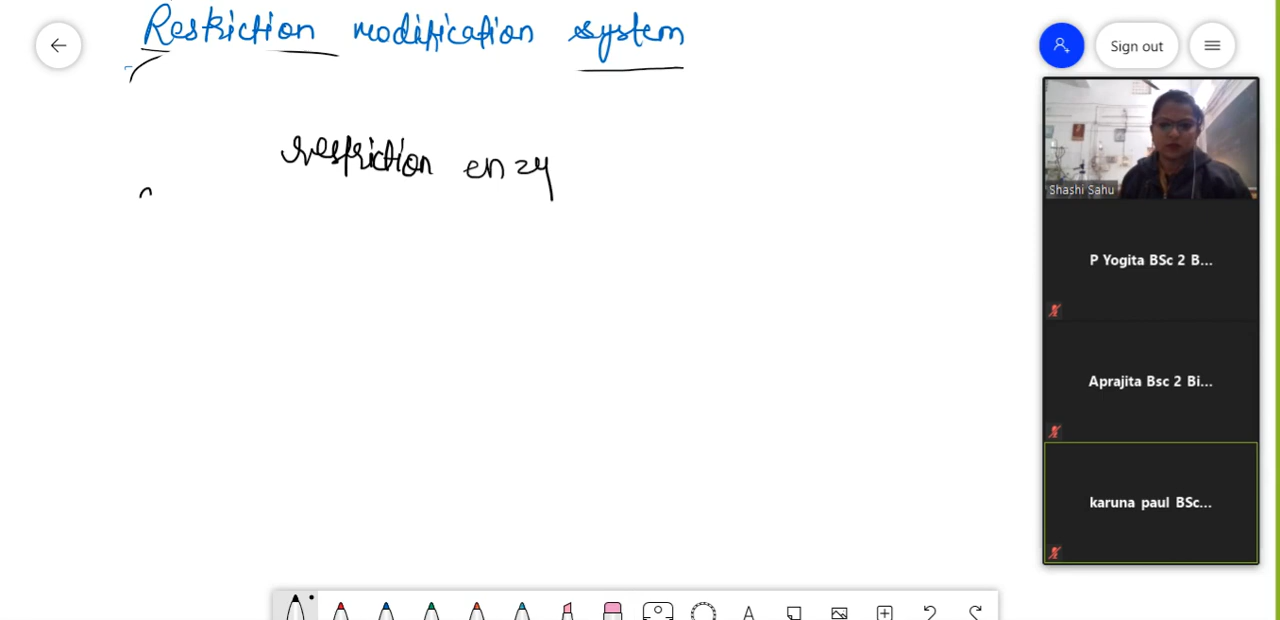 Restriction modification system
Sign out
restriction enzy
Shashi Sahu
P Yogita BSc 2 B...
Aprajita Bsc 2 Bi...
karuna paul BSc...
A